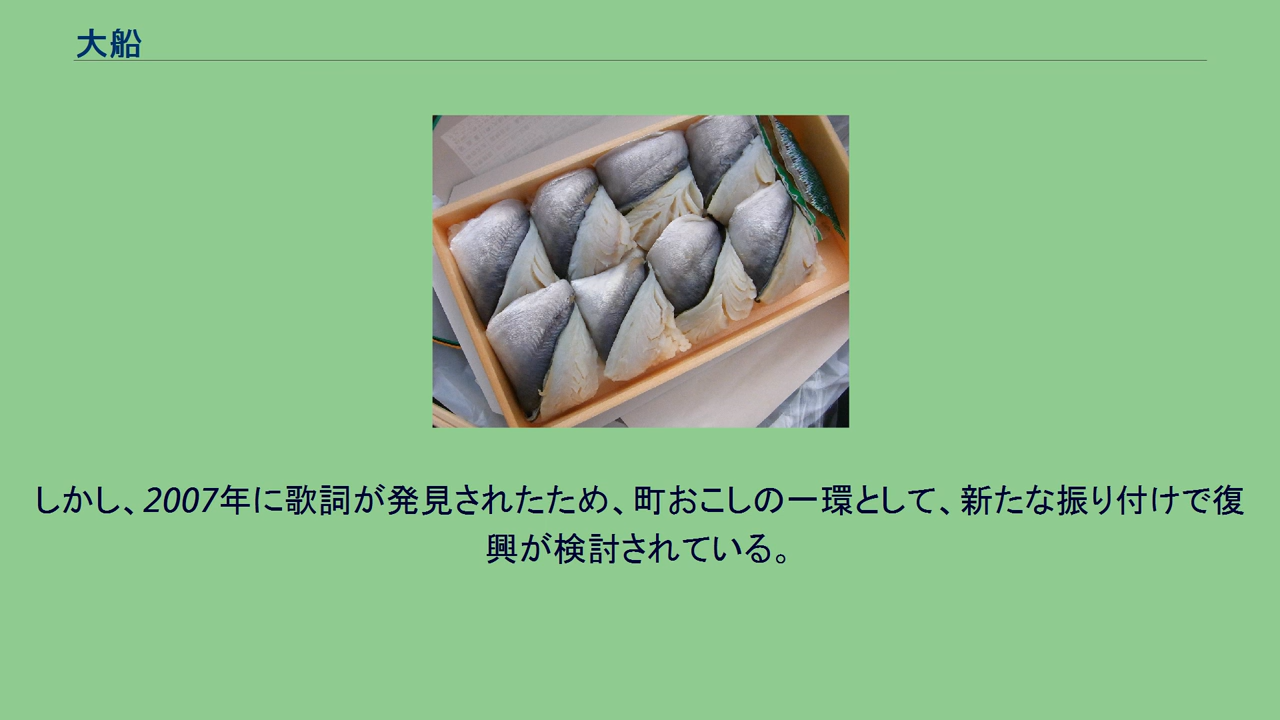 大船
しかし、2007年に歌詞が発見されたため、町おこしの一環として、新たな振り付けで復
興が検討されている。